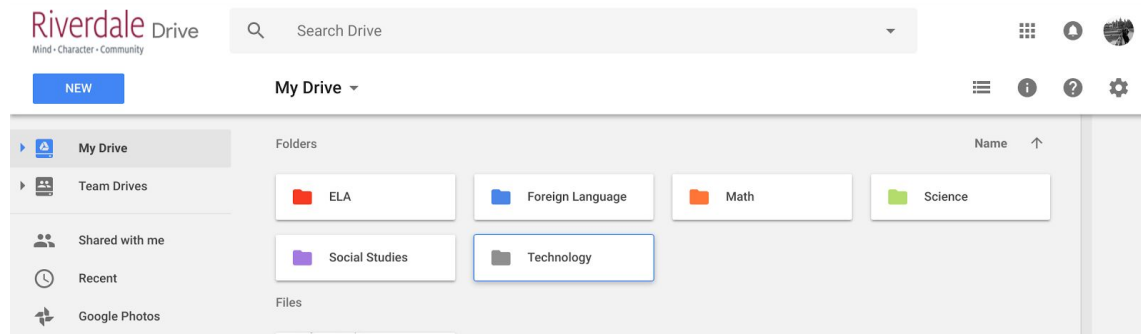 Riverdale Drive
Mind • Character • Community
Search Drive
NEW
My Drive
My Drive
Folders
Name
Team Drives
ELA
Foreign Language
Math
Science
Shared with me
Social Studies
Technology
Recent
Files
Google Photos